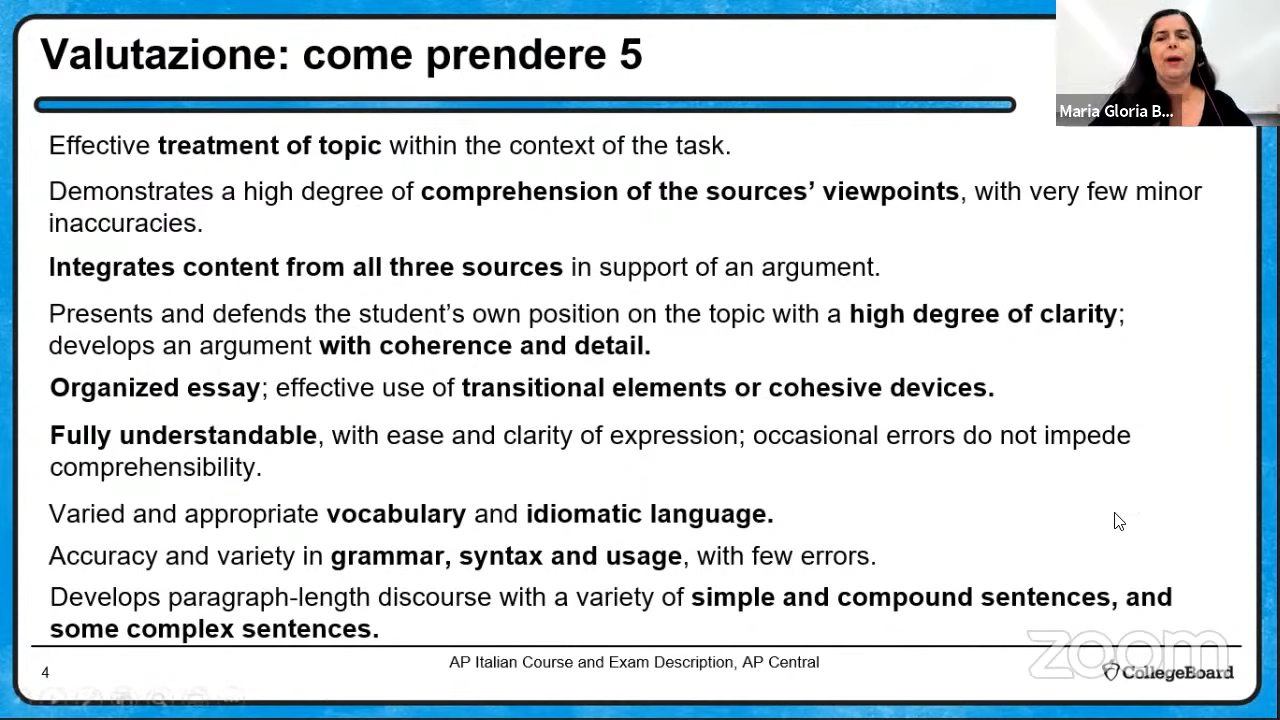 Valutazione: come prendere 5
Maria Gloria B...
Effective treatment of topic within the context of the task.
Demonstrates a high degree of comprehension of the sources’ viewpoints, with very few minor
inaccuracies.
Integrates content from all three sources in support of an argument.
Presents and defends the student’s own position on the topic with a high degree of clarity;
develops an argument with coherence and detail.
Organized essay; effective use of transitional elements or cohesive devices.
Fully understandable, with ease and clarity of expression; occasional errors do not impede
comprehensibility.
Varied and appropriate vocabulary and idiomatic language.
Accuracy and variety in grammar, syntax and usage, with few errors.
Develops paragraph-length discourse with a variety of simple and compound sentences, and
some complex sentences.
zoom
AP Italian Course and Exam Description, AP Central
4
CollegeBoard